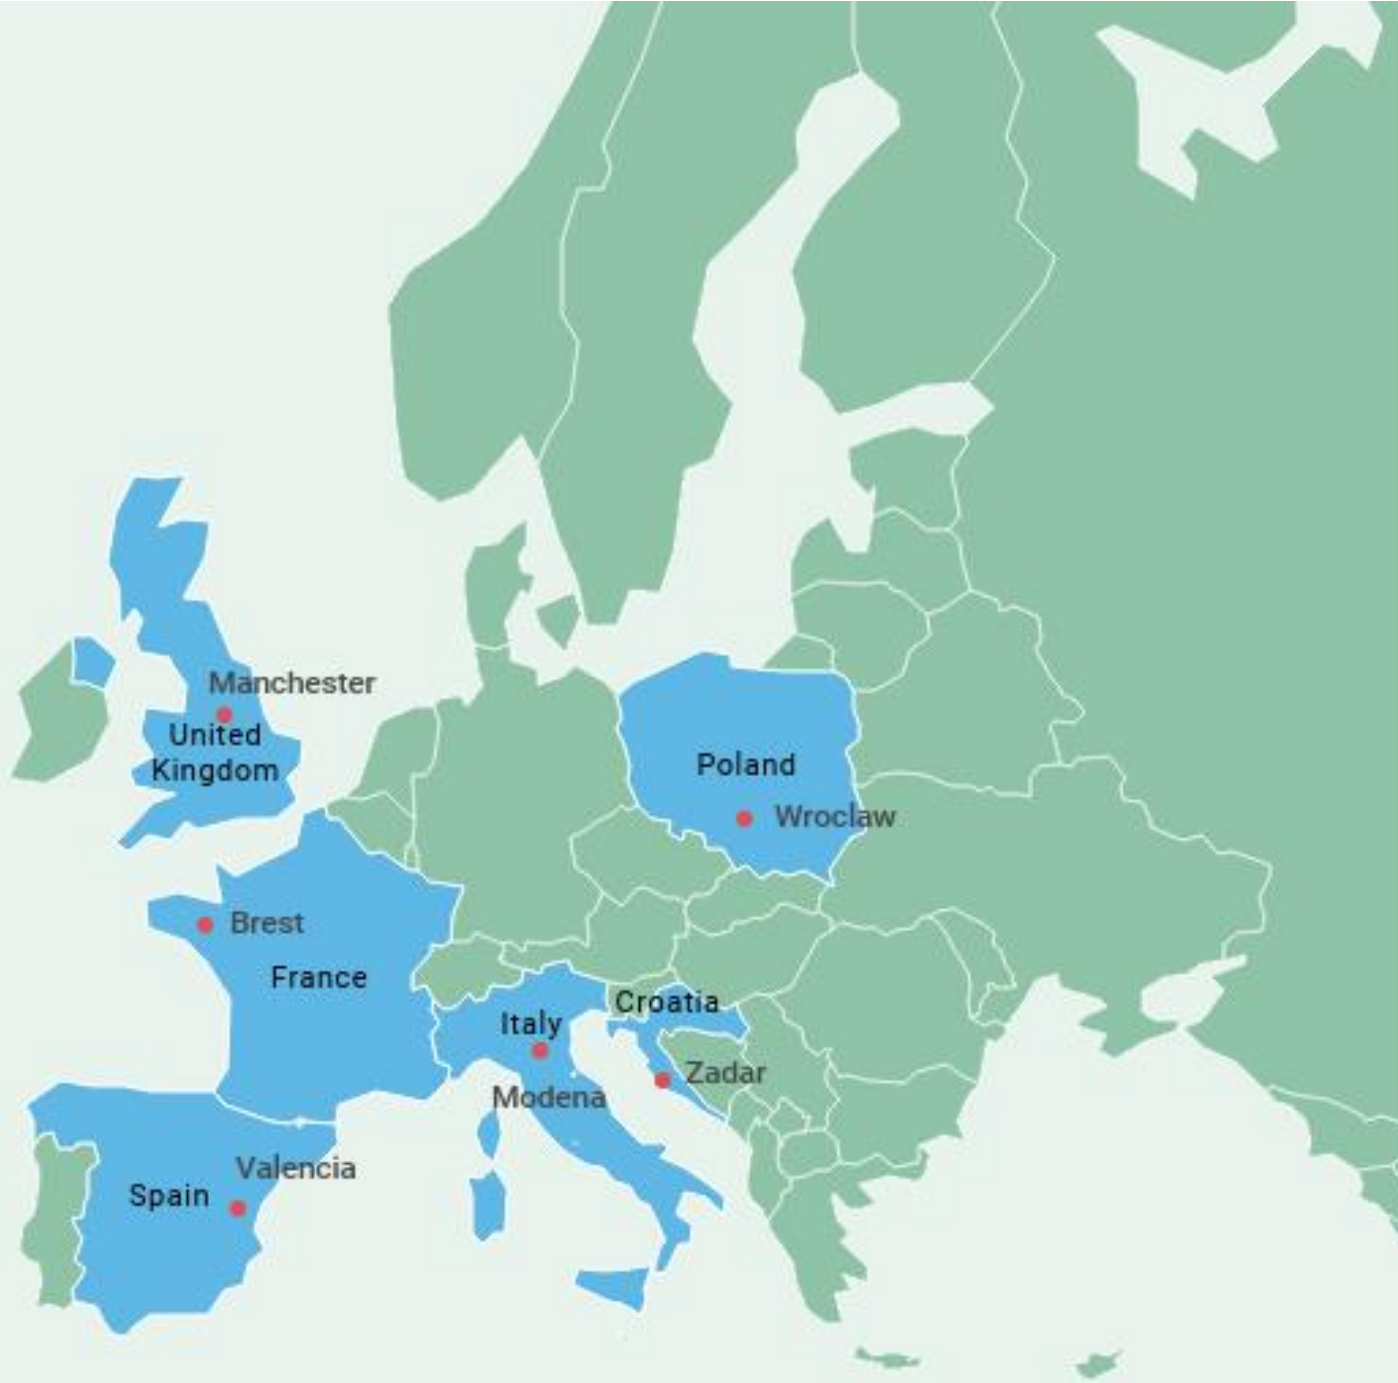 Manchester
United
Kingdom
Poland
Wroclaw
Brest
France
Croatia
Italy
Zadar
Modena
Valencia
Spain